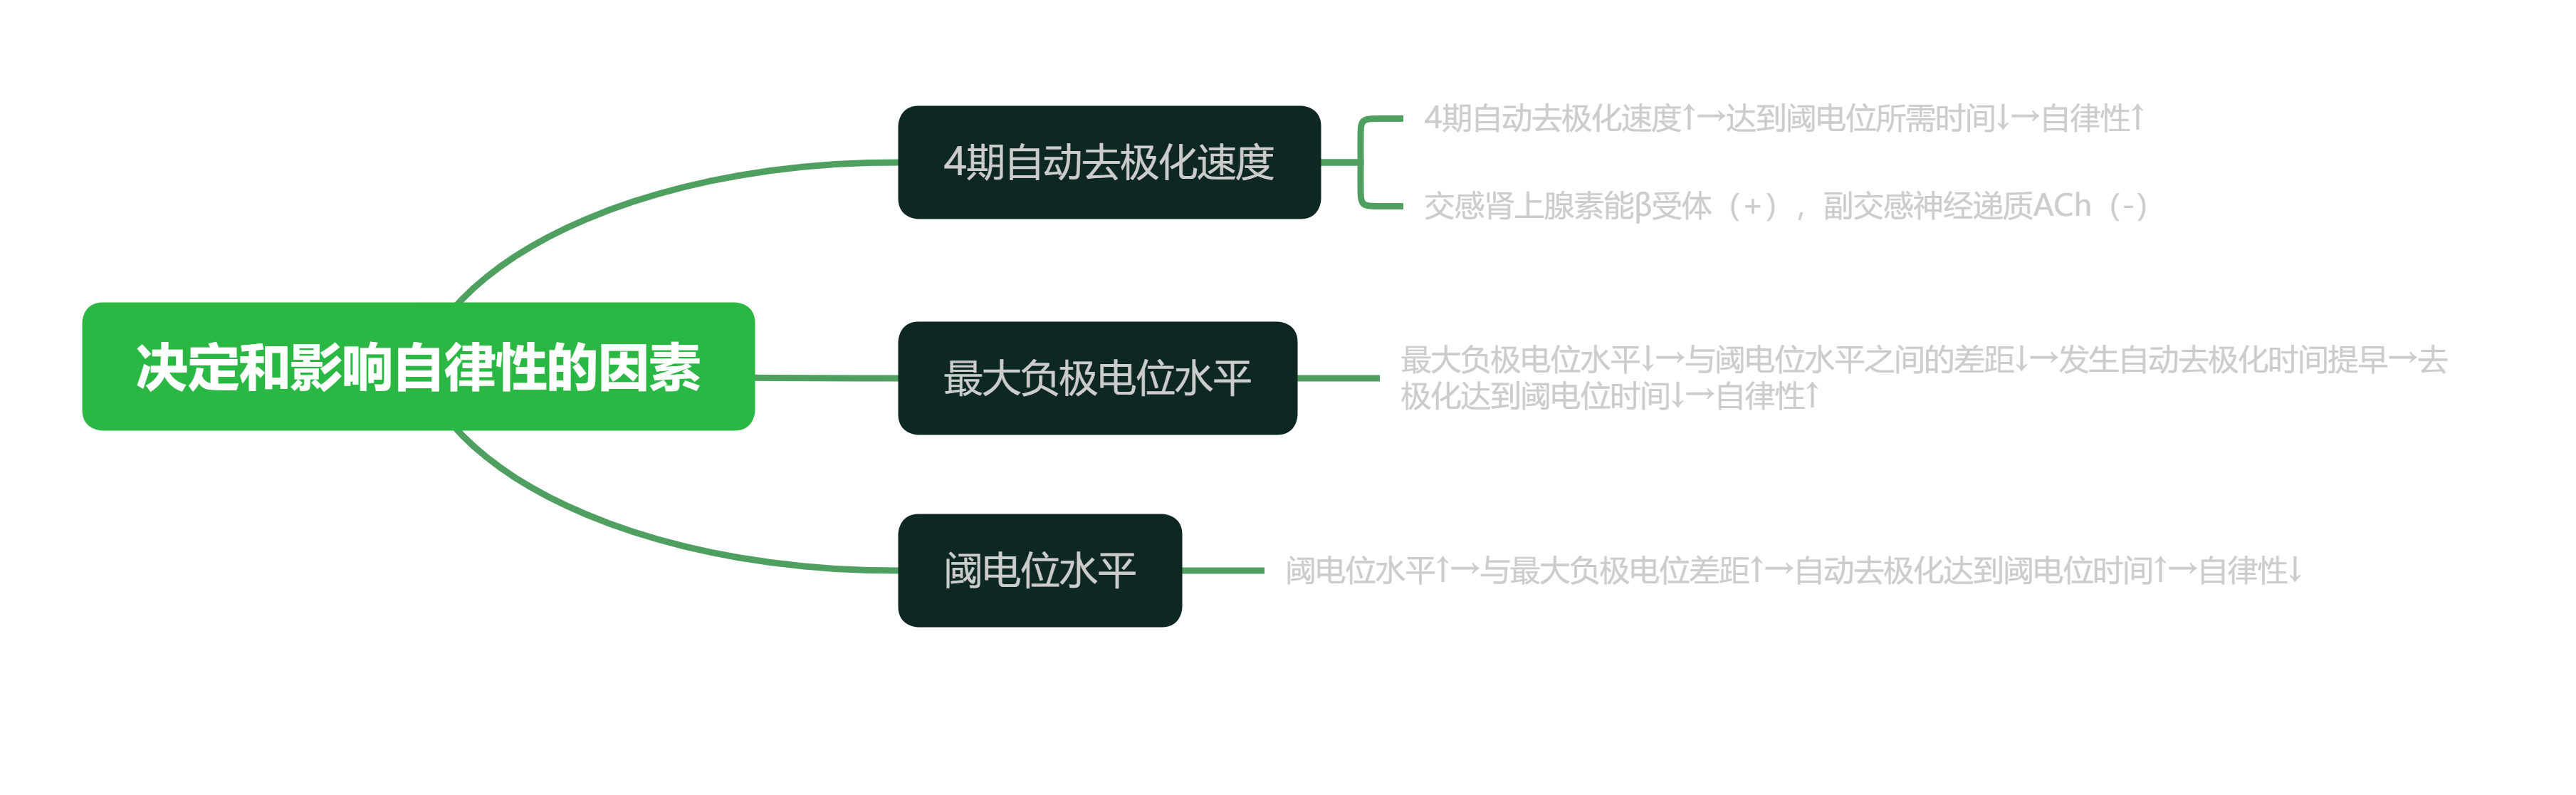 决定和影响自律性的因素
4期自动去极化速度
4期自动去极化速度↑→达到阈电位所需时间↓→自律性↑
交感肾上腺素能β受体（+），副交感神经递质ACh（-）
最大负极电位水平
最大负极电位水平↓→与阈电位水平之间的差距↓→发生自动去极化时间提早→去
极化达到阈电位时间↓→自律性↑
阈电位水平
阈电位水平↑→与最大负极电位差距↑→自动去极化达到阈电位时间↑→自律性↓